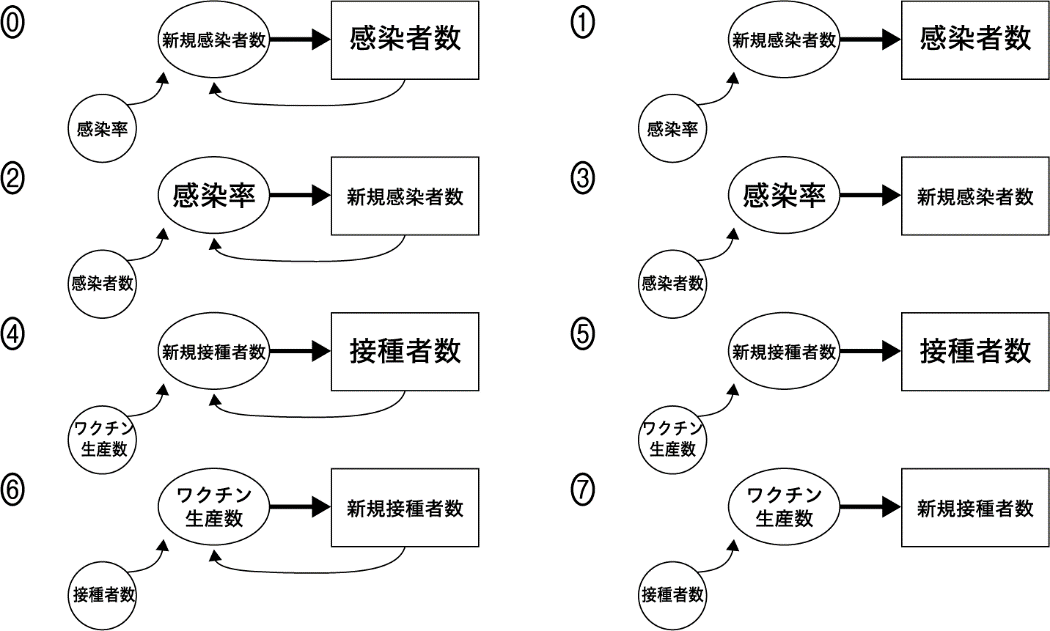 ⓪
新規感染者数
感染者数
感染率
①
新規感染者数
感染者数
感染率
②
感染率
新規感染者数
感染者数
③
感染率
新規感染者数
感染者数
④
新規接種者数
接種者数
ワクチン
生産数
⑤
新規接種者数
接種者数
ワクチン
生産数
⑥
ワクチン
生産数
新規接種者数
接種者数
⑦
ワクチン
生産数
新規接種者数
接種者数